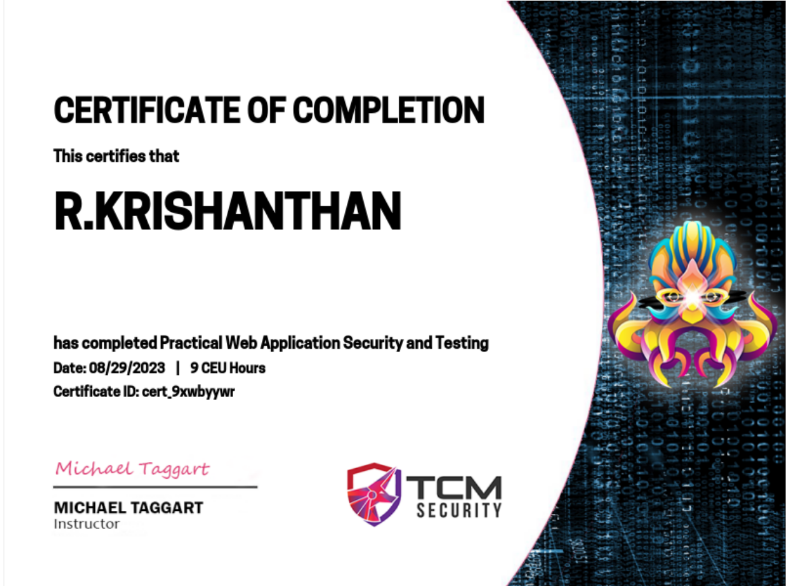 CERTIFICATE OF COMPLETION
This certifies that
R.KRISHANTHAN
has completed Practical Web Application Security and Testing
Date: 08/29/2023 | 9 CEU Hours
Certificate ID: cert_9xwbyywr
Michael Taggart
MICHAEL TAGGART
Instructor
TCM
SECURITY